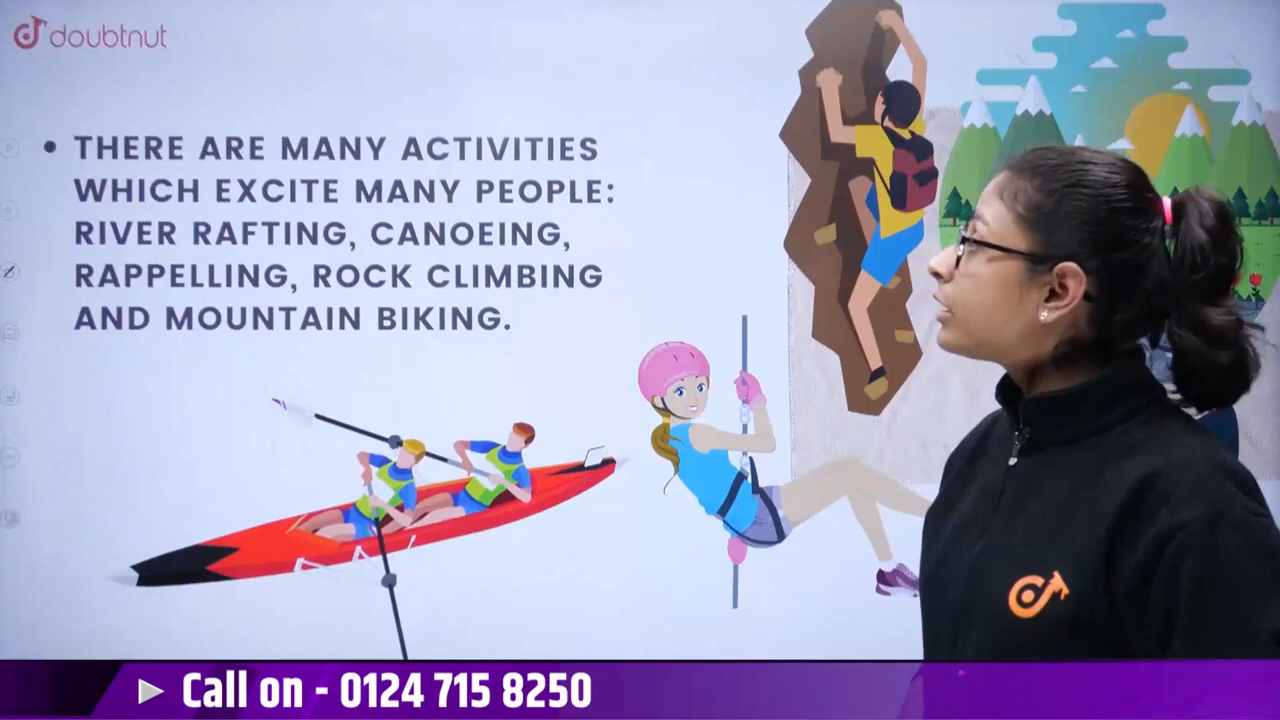 doubtnut
• THERE ARE MANY ACTIVITIES
WHICH EXCITE MANY PEOPLE:
RIVER RAFTING, CANOEING,
RAPPELLING, ROCK CLIMBING
AND MOUNTAIN BIKING.
Call on - 0124 715 8250